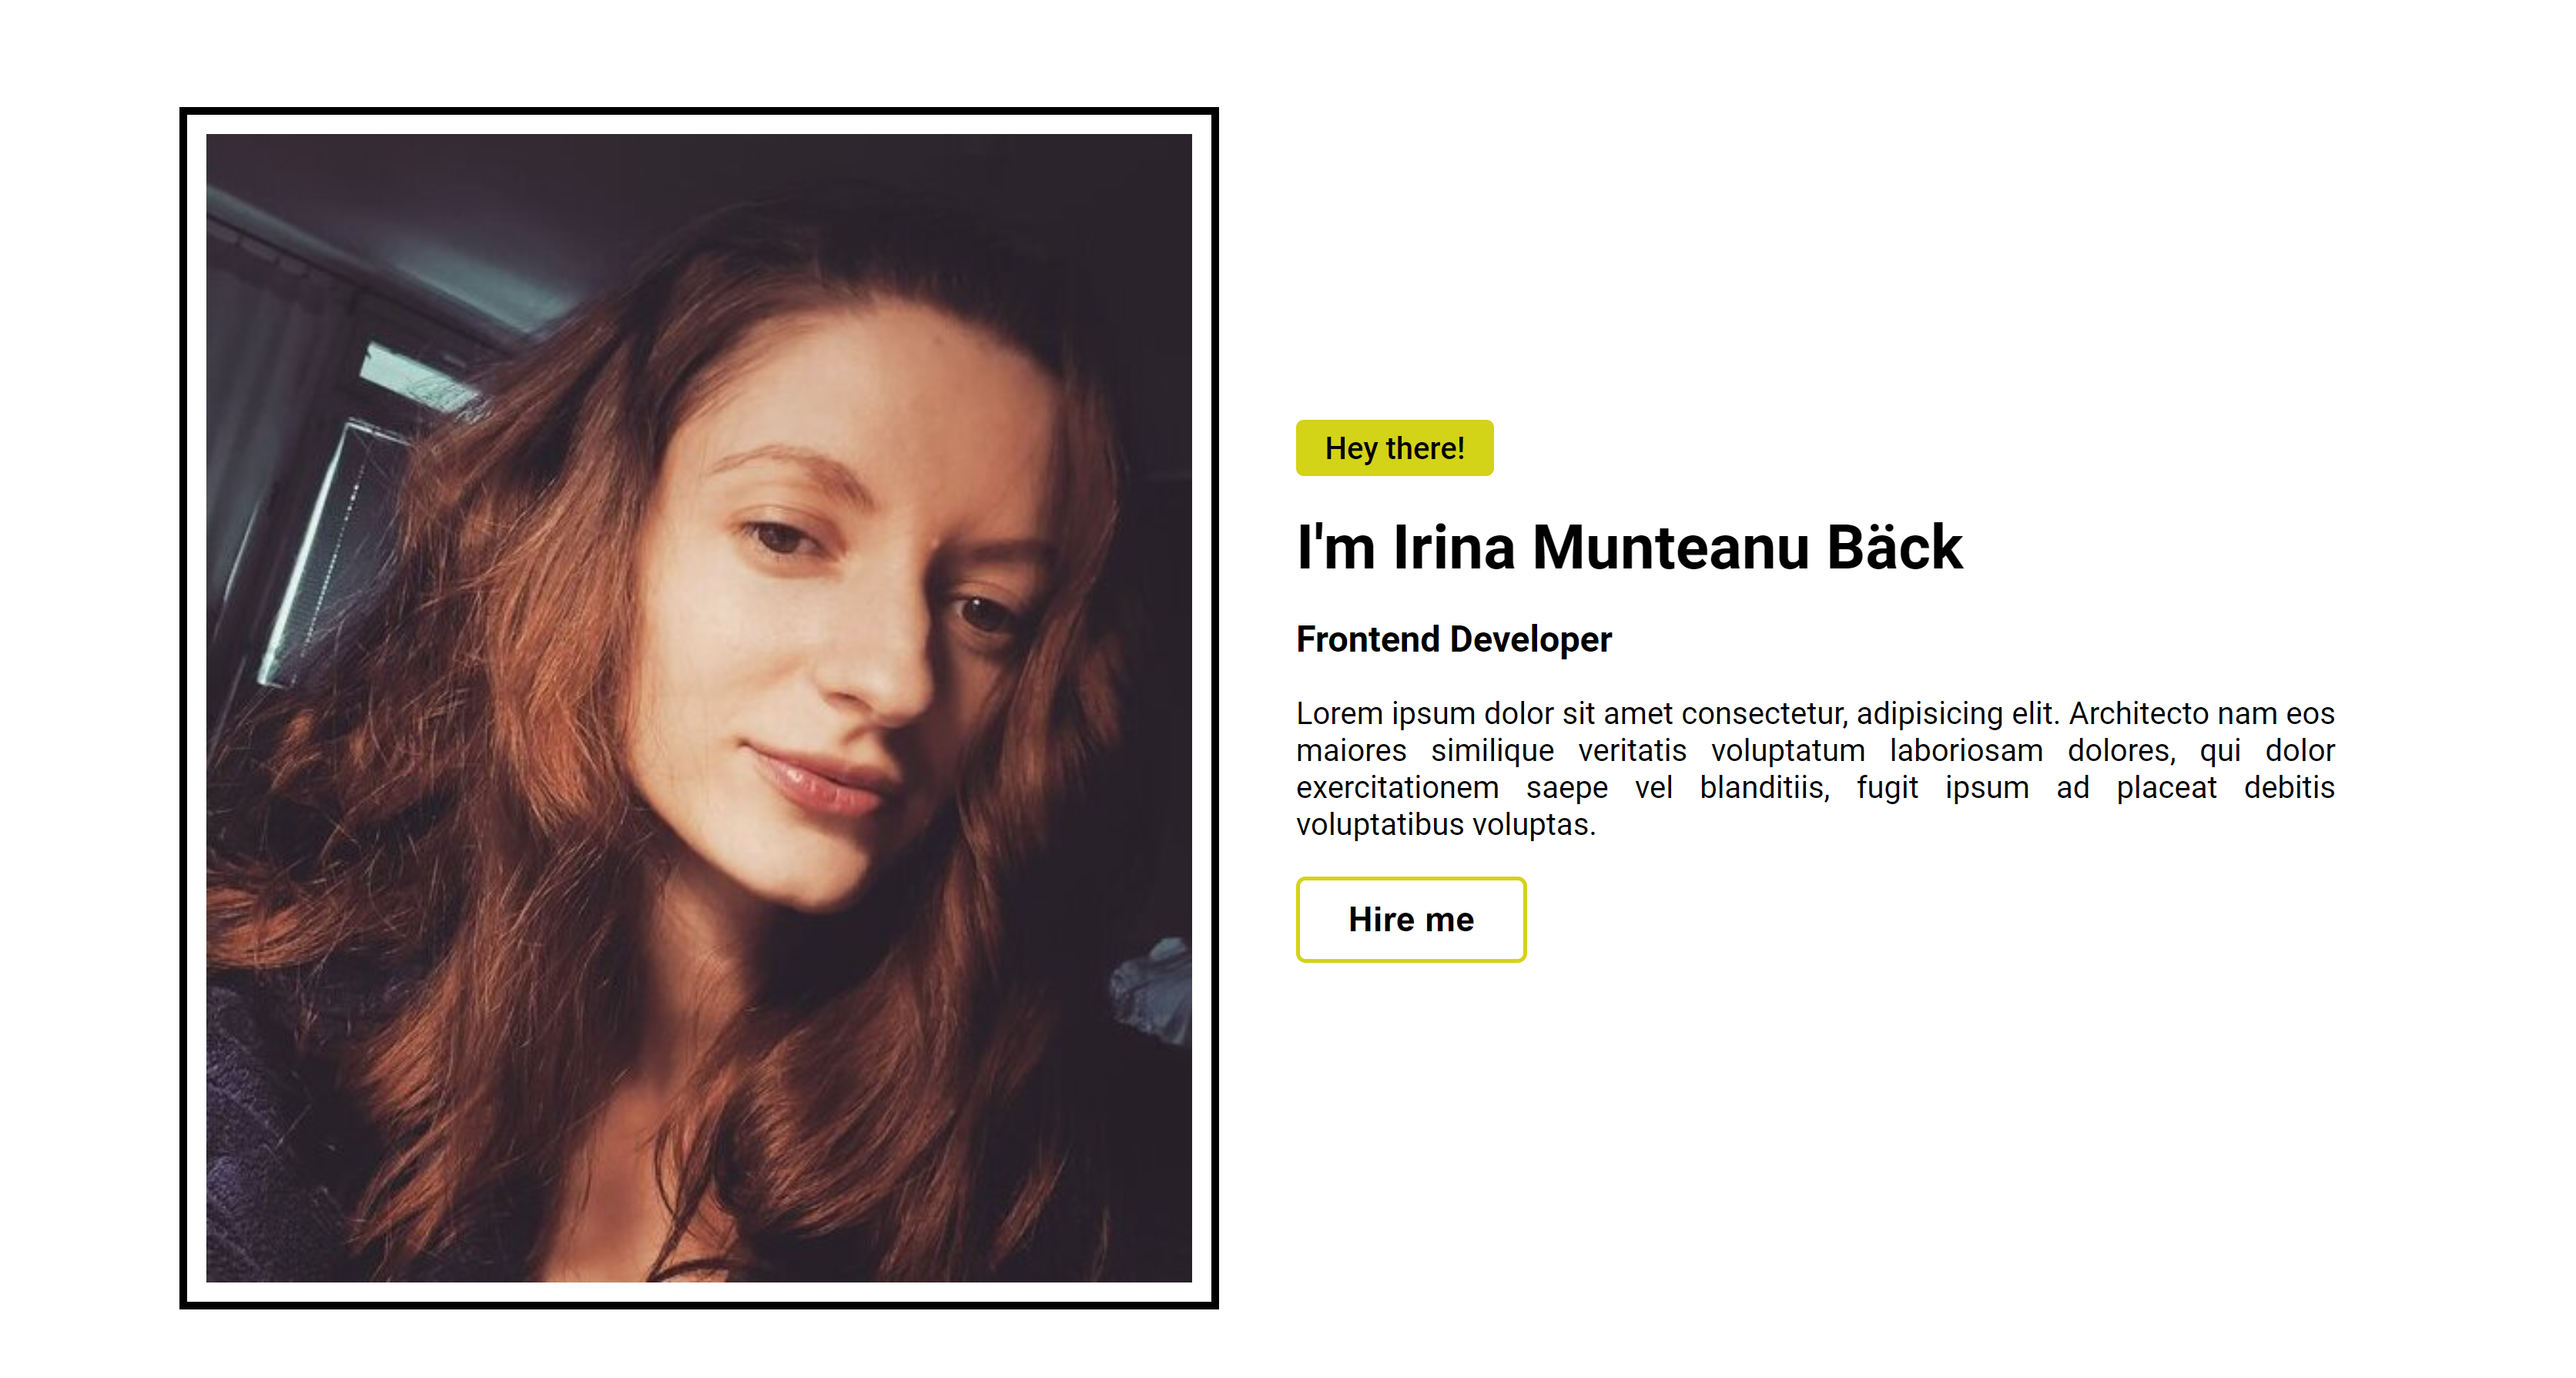 Hey there!
I'm Irina Munteanu Bäck
Frontend Developer
Lorem ipsum dolor sit amet consectetur, adipisicing elit. Architecto nam eos
maiores similique veritatis voluptatum laboriosam dolores, qui dolor
exercitationem saepe vel blanditiis, fugit ipsum ad placeat debitis
voluptatibus voluptas.
Hire me